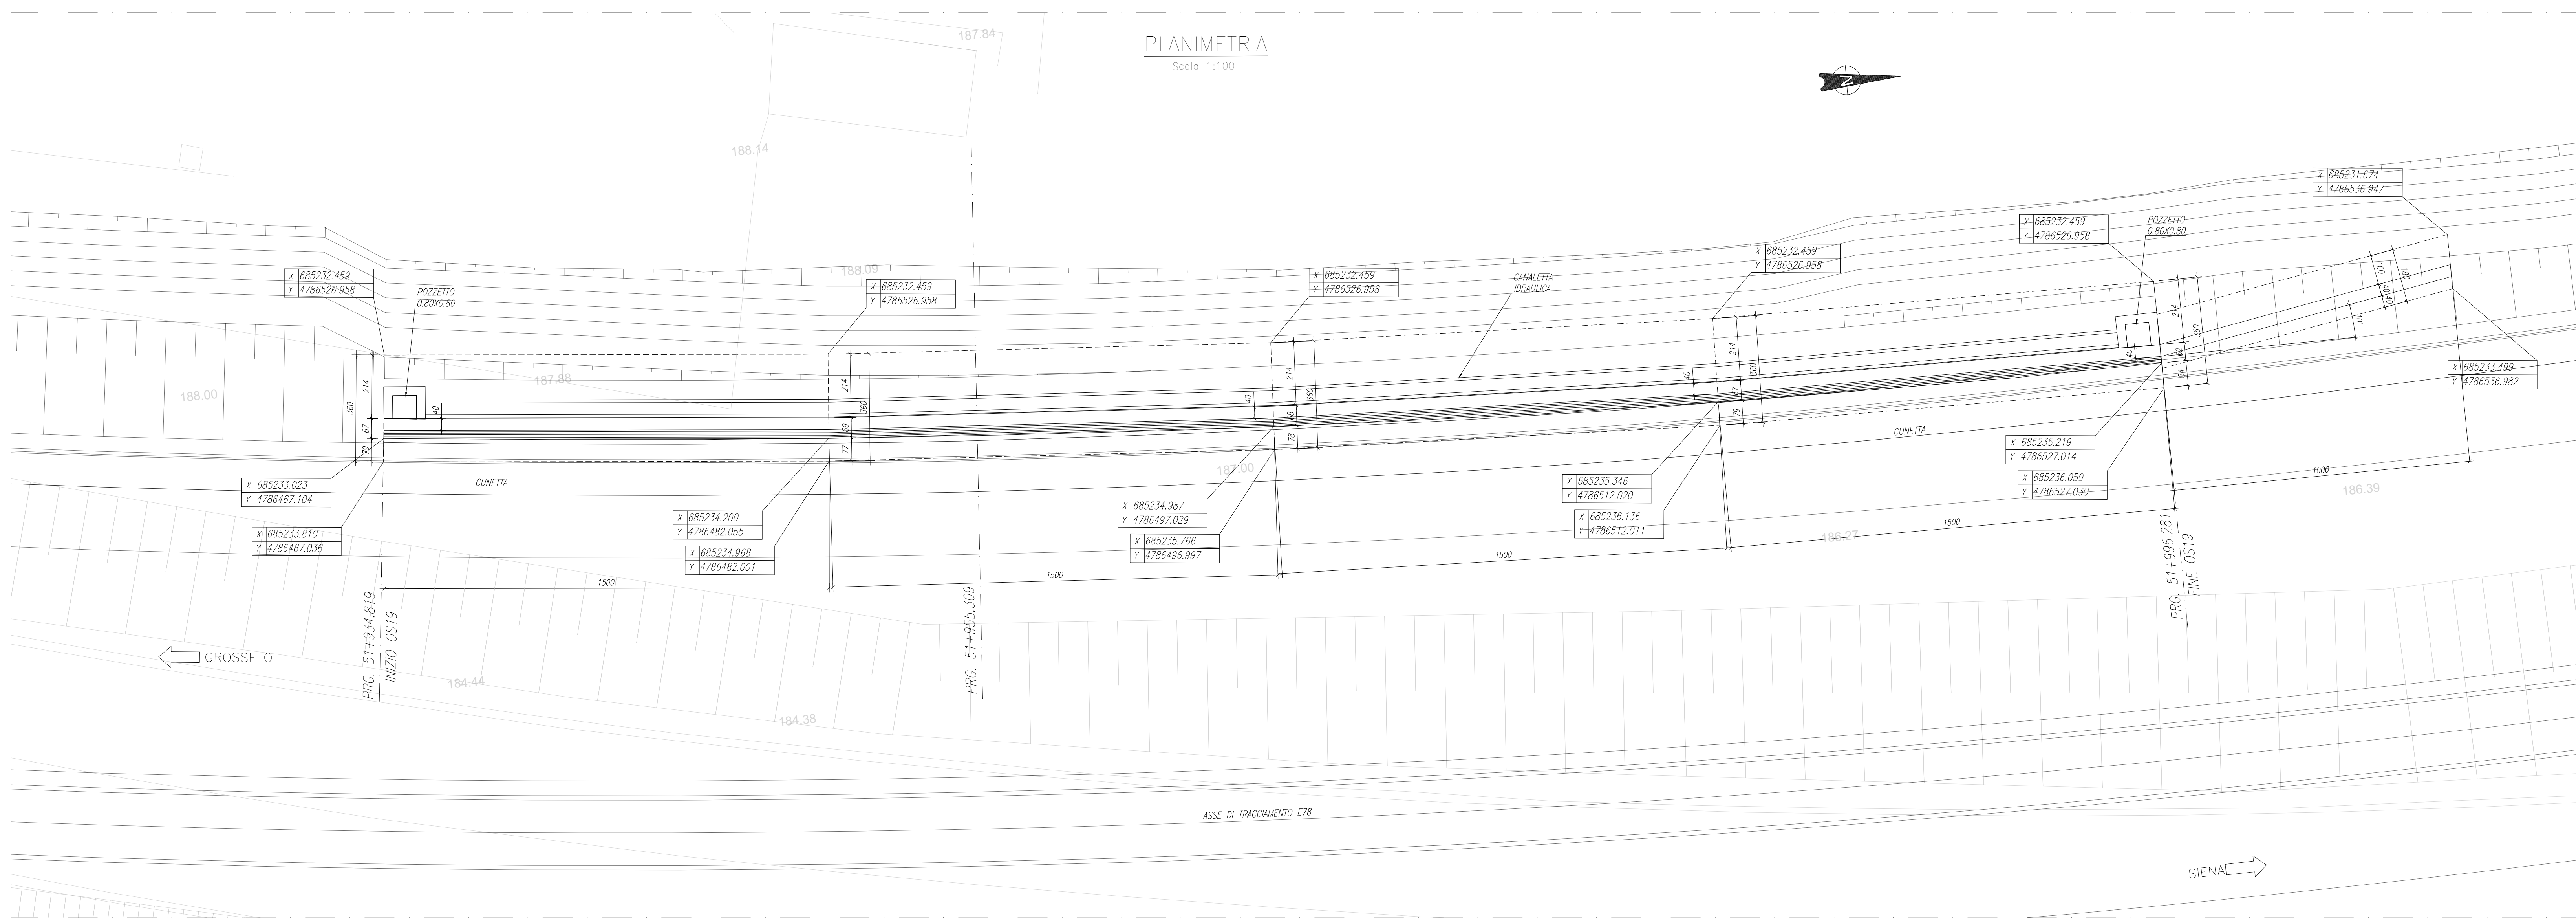 187.84
PLANIMETRIA
Scala 1:100
N
188.14
X 685231.674
Y 4786536.947
X 685232.459
Y 4786526.958
POZZETTO
0.80X0.80
X 685232.459
Y 4786526.958
188.09
X 685232.459
Y 4786526.958
POZZETTO
0.80X0.80
X 685232.459
Y 4786526.958
X 685232.459
Y 4786526.958
CANALETTA
IDRAULICA
100
180
40
40
10°
214
360
40
62
84
187.88
188.00
360
214
67
79
40
214
360
69
77
40
214
360
68
78
40
214
360
67
79
X 685233.499
Y 4786536.982
CUNETTA
X 685235.219
Y 4786527.014
187.00
1000
X 685233.023
Y 4786467.104
CUNETTA
X 685235.346
Y 4786512.020
X 685236.059
Y 4786527.030
186.39
X 685234.987
Y 4786497.029
X 685234.200
Y 4786482.055
X 685236.136
Y 4786512.011
X 685233.810
Y 4786467.036
X 685235.766
Y 4786496.997
X 685234.968
Y 4786482.001
186.27
1500
1500
1500
1500
PRG. 51+934.819
INIZIO OS19
PRG. 51+955.309
PRG. 51+996.281
FINE OS19
GROSSETO
184.44
184.38
ASSE DI TRACCIAMENTO E78
SIENA